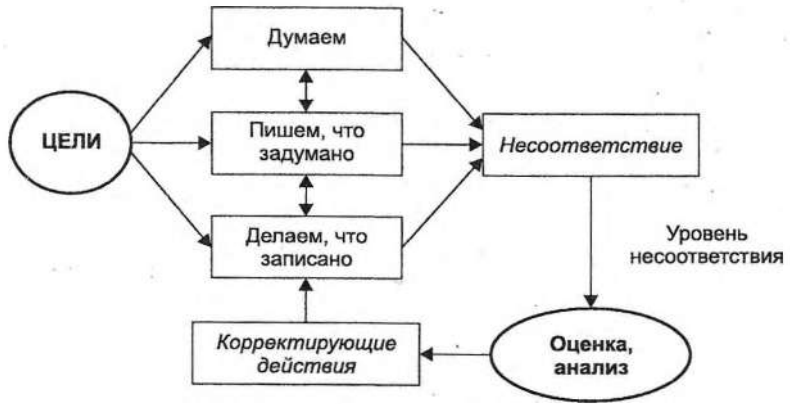 Думаем
ЦЕЛИ
Пишем, что
задумано
Несоответствие
Делаем, что
записано
Уровень
несоответствия
Корректирующие
действия
Оценка,
анализ